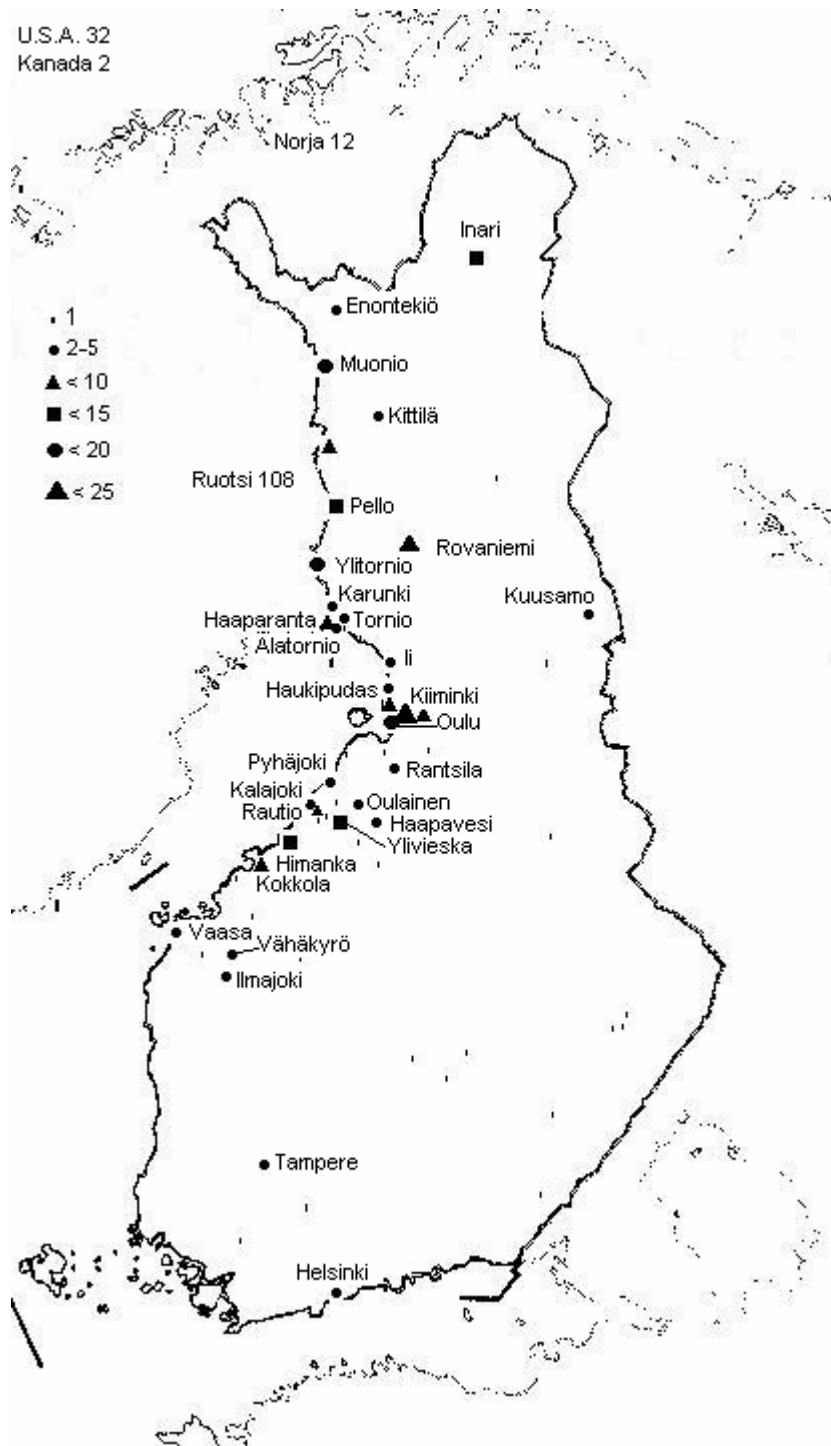 U.S.A. 32
Kanada 2
Norja 12
Inari
Enontekiö
1
2-5
Muonio
< 10
< 15
Kittilä
< 20
Ruotsi 108
< 25
Pello
Rovaniemi
Ylitornio
Kuusamo
Karunki
Haaparanta
Tornio
Alatornio
Ii
Haukipudas
Kiiminki
Oulu
Pyhäjoki
Rantsila
Kalajoki
Oulainen
Rautio
Haapavesi
Ylivieska
Himanka
Kokkola
Vaasa
Vähäkyrö
Ilmajoki
Tampere
Helsinki